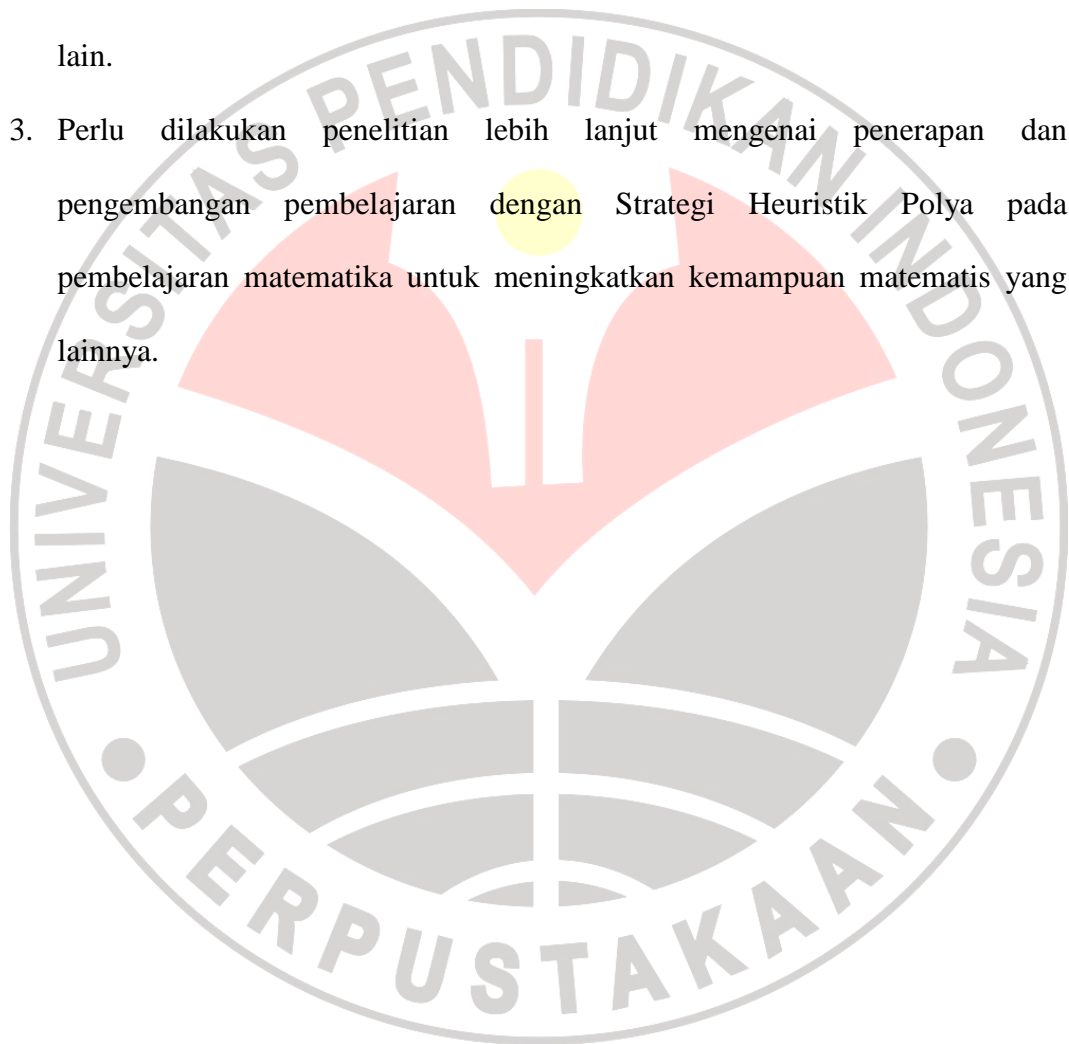 lain.
3. Perlu dilakukan penelitian lebih lanjut mengenai penerapan dan
pengembangan pembelajaran dengan Strategi Heuristik Polya pada
pembelajaran matematika untuk meningkatkan kemampuan matematis yang
lainnya.
UNIVERSITAS PENDIDIKAN INDONESIA
PERPUSTAKAAN